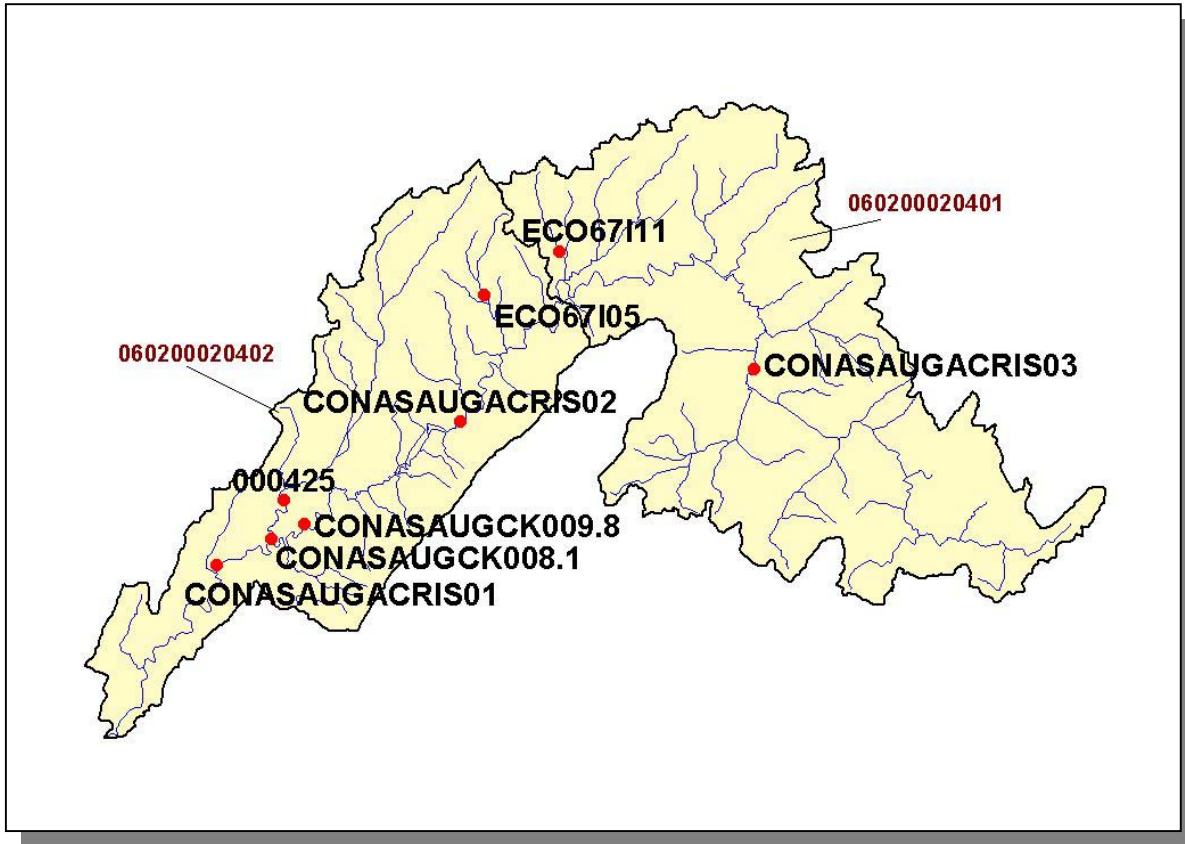 060200020401
ECO67I11
ECO67I05
060200020402
CONASAUGACRIS03
CONASAUGACRIS02
000425
CONASAUGCK009.8
CONASAUGCK008.1
CONASAUGACRIS01